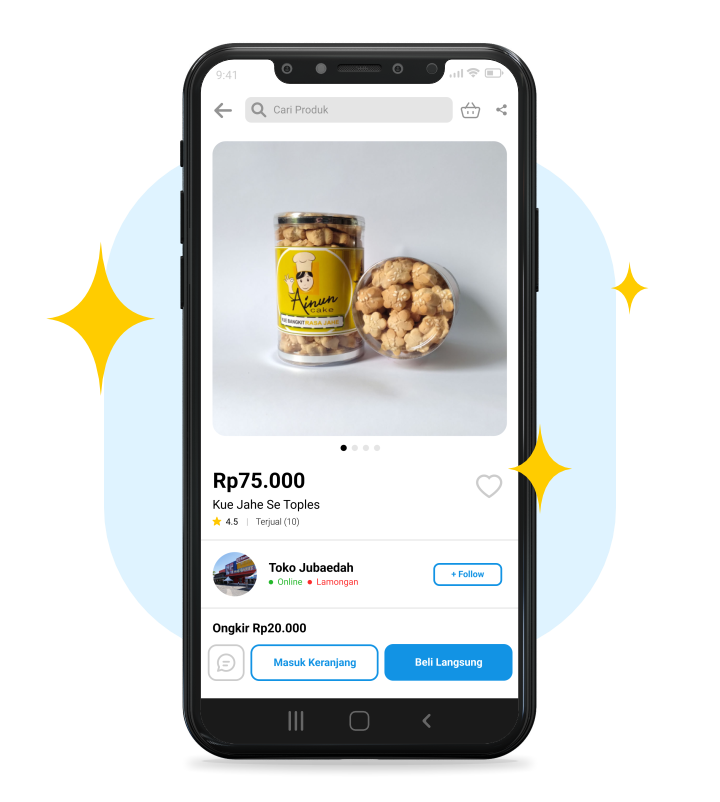 9:41
Cari Produk
Ainun
cake
BANGKIT RASA JAHE
Rp75.000
Kue Jahe Se Toples
4.5 | Terjual (10)
Toko Jubaedah
Online Lamongan
+ Follow
Ongkir Rp20.000
Masuk Keranjang
Beli Langsung